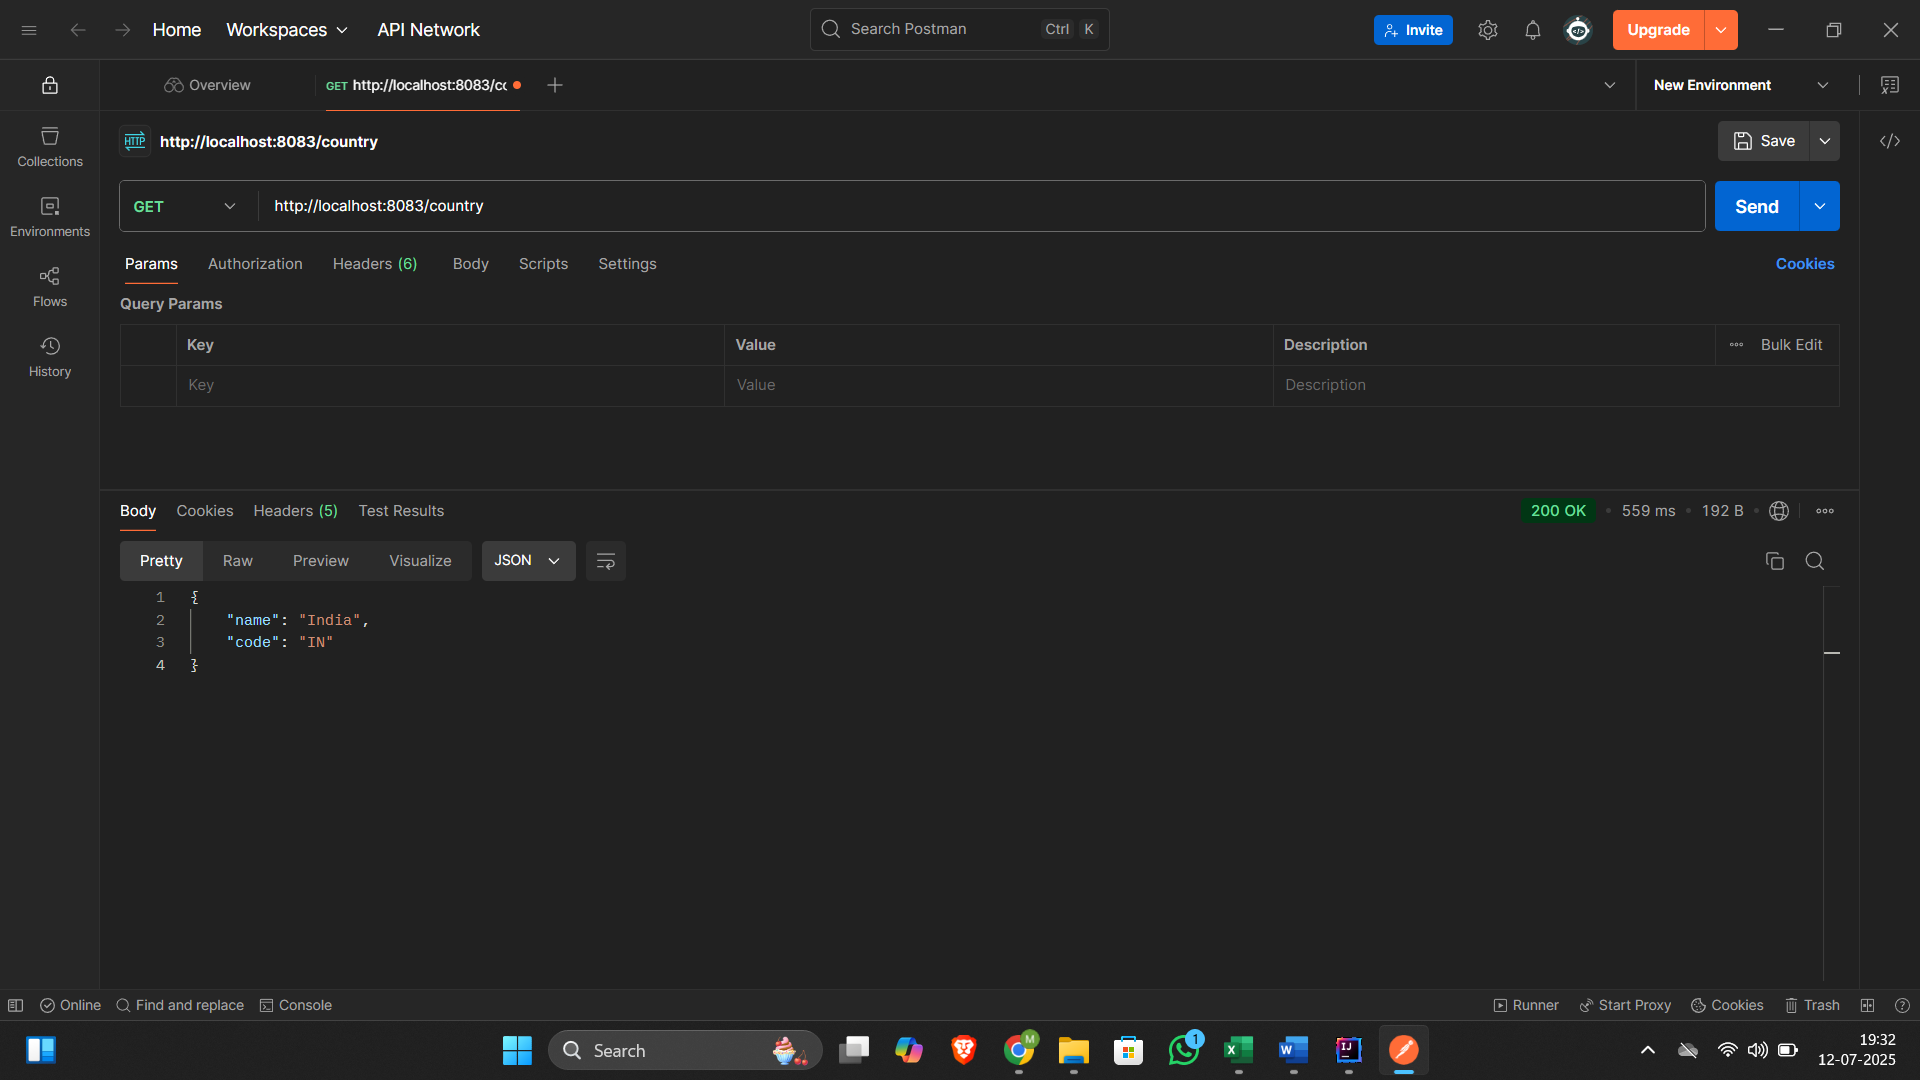 Home Workspaces API Network Search Postman Ctrl K Invite Upgrade
Overview GET http://localhost:8083/cc New Environment
HTTP http://localhost:8083/country Save
Collections
GET http://localhost:8083/country Send
Environments
Params Authorization Headers (6) Body Scripts Settings Cookies
Flows
Query Params
Key Value Description Bulk Edit
History
Key Value Description
Body Cookies Headers (5) Test Results 200 OK 559 ms 192 B
Pretty Raw Preview Visualize JSON
1 {
2 "name": "India",
3 "code": "IN"
4 }
Online Find and replace Console Runner Start Proxy Cookies Trash
Search M 1 X W IJ 19:32
12-07-2025